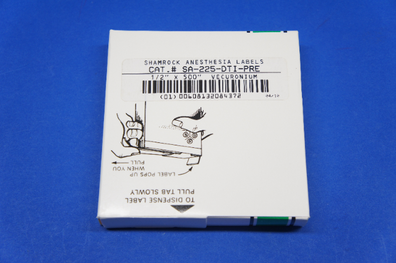 SHAMROCK ANESTHESIA LABELS
CAT.# SA-225-DTI-PRE
1/2" X 500" VECURONIUM
(01) 00608132084372
TO DISPENSE LABEL
PULL TAB SLOWLY
LABEL POPS UP
WHEN YOU
PULL